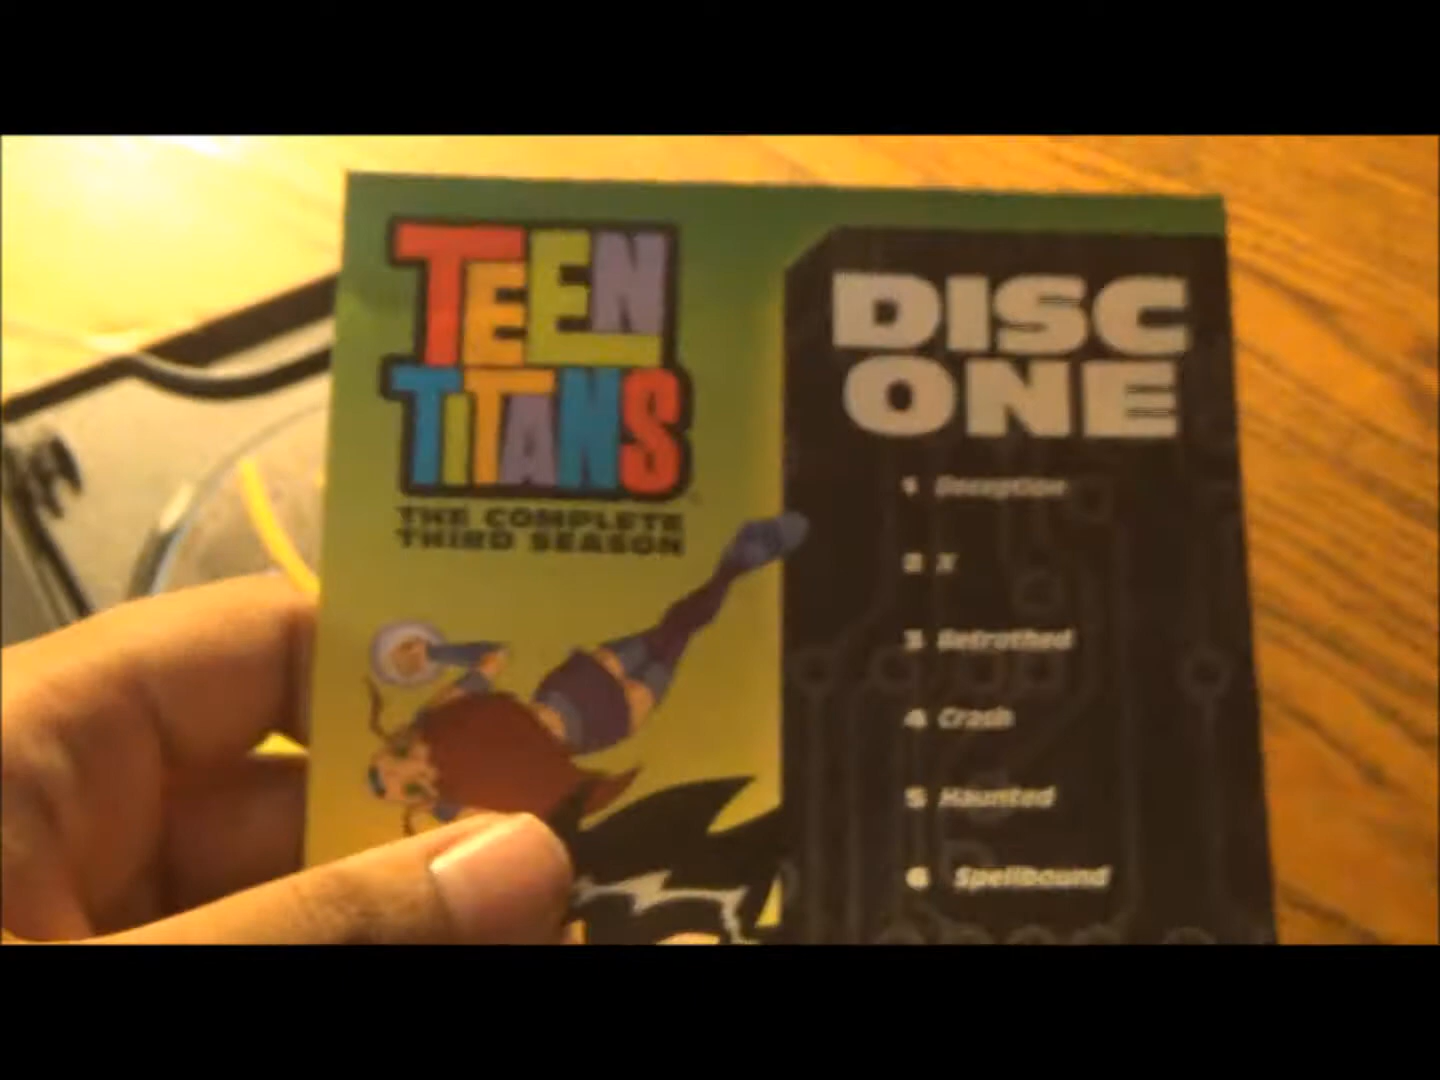 TEEN
TITANS
THE COMPLETE
THIRD SEASON
DISC
ONE
1 Deception
2 X
3 Betrothed
4 Crash
5 Haunted
6 Spellbound